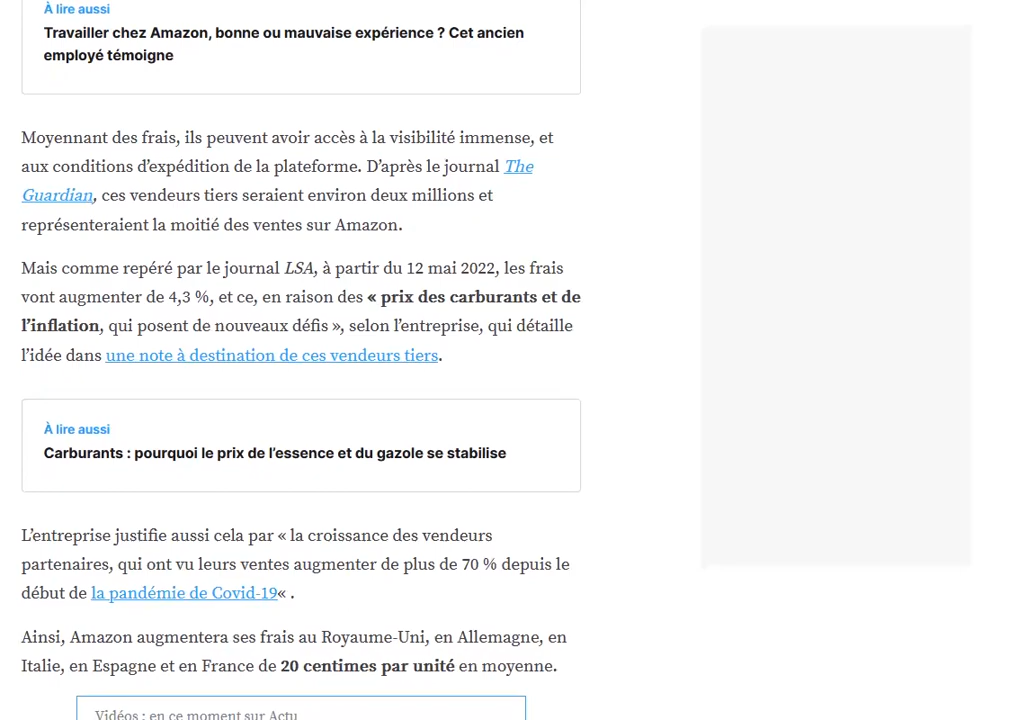 À lire aussi
Travailler chez Amazon, bonne ou mauvaise expérience ? Cet ancien
employé témoigne
Moyennant des frais, ils peuvent avoir accès à la visibilité immense, et
aux conditions d’expédition de la plateforme. D’après le journal The
Guardian, ces vendeurs tiers seraient environ deux millions et
représenteraient la moitié des ventes sur Amazon.
Mais comme repéré par le journal LSA, à partir du 12 mai 2022, les frais
vont augmenter de 4,3 %, et ce, en raison des « prix des carburants et de
l’inflation, qui posent de nouveaux défis », selon l’entreprise, qui détaille
l’idée dans une note à destination de ces vendeurs tiers.
À lire aussi
Carburants : pourquoi le prix de l’essence et du gazole se stabilise
L’entreprise justifie aussi cela par « la croissance des vendeurs
partenaires, qui ont vu leurs ventes augmenter de plus de 70 % depuis le
début de la pandémie de Covid-19« .
Ainsi, Amazon augmentera ses frais au Royaume-Uni, en Allemagne, en
Italie, en Espagne et en France de 20 centimes par unité en moyenne.
Vidéos : en ce moment sur Actu